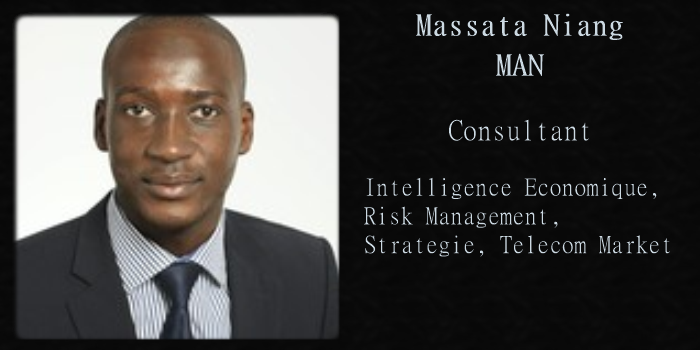 Massata Niang
MAN
Consultant
Intelligence Economique,
Risk Management,
Strategie, Telecom Market